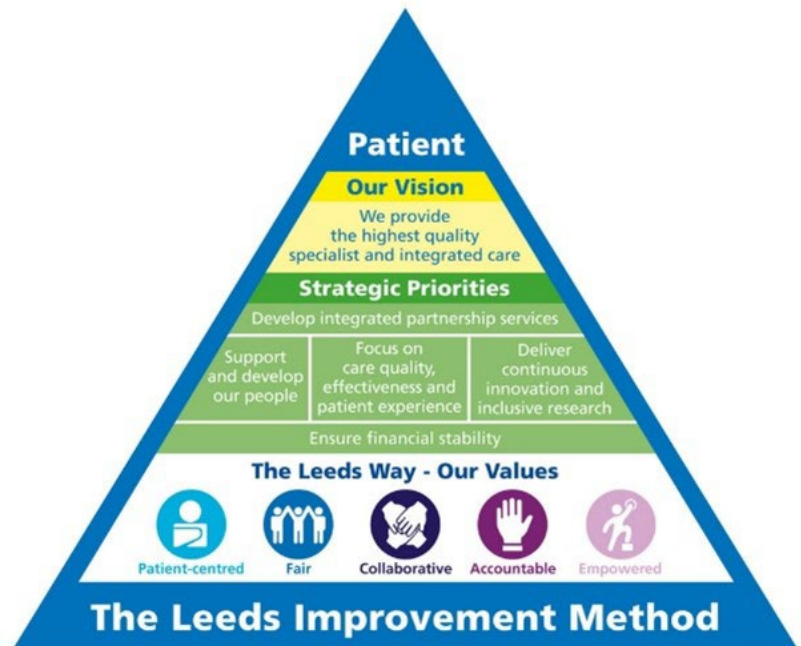 Patient
Our Vision
We provide
the highest quality
specialist and integrated care
Strategic Priorities
Develop integrated partnership services
Support
and develop
our people
Focus on
care quality,
effectiveness and
patient experience
Deliver
continuous
innovation and
inclusive research
Ensure financial stability
The Leeds Way - Our Values
Patient-centred
Fair
Collaborative
Accountable
Empowered
The Leeds Improvement Method